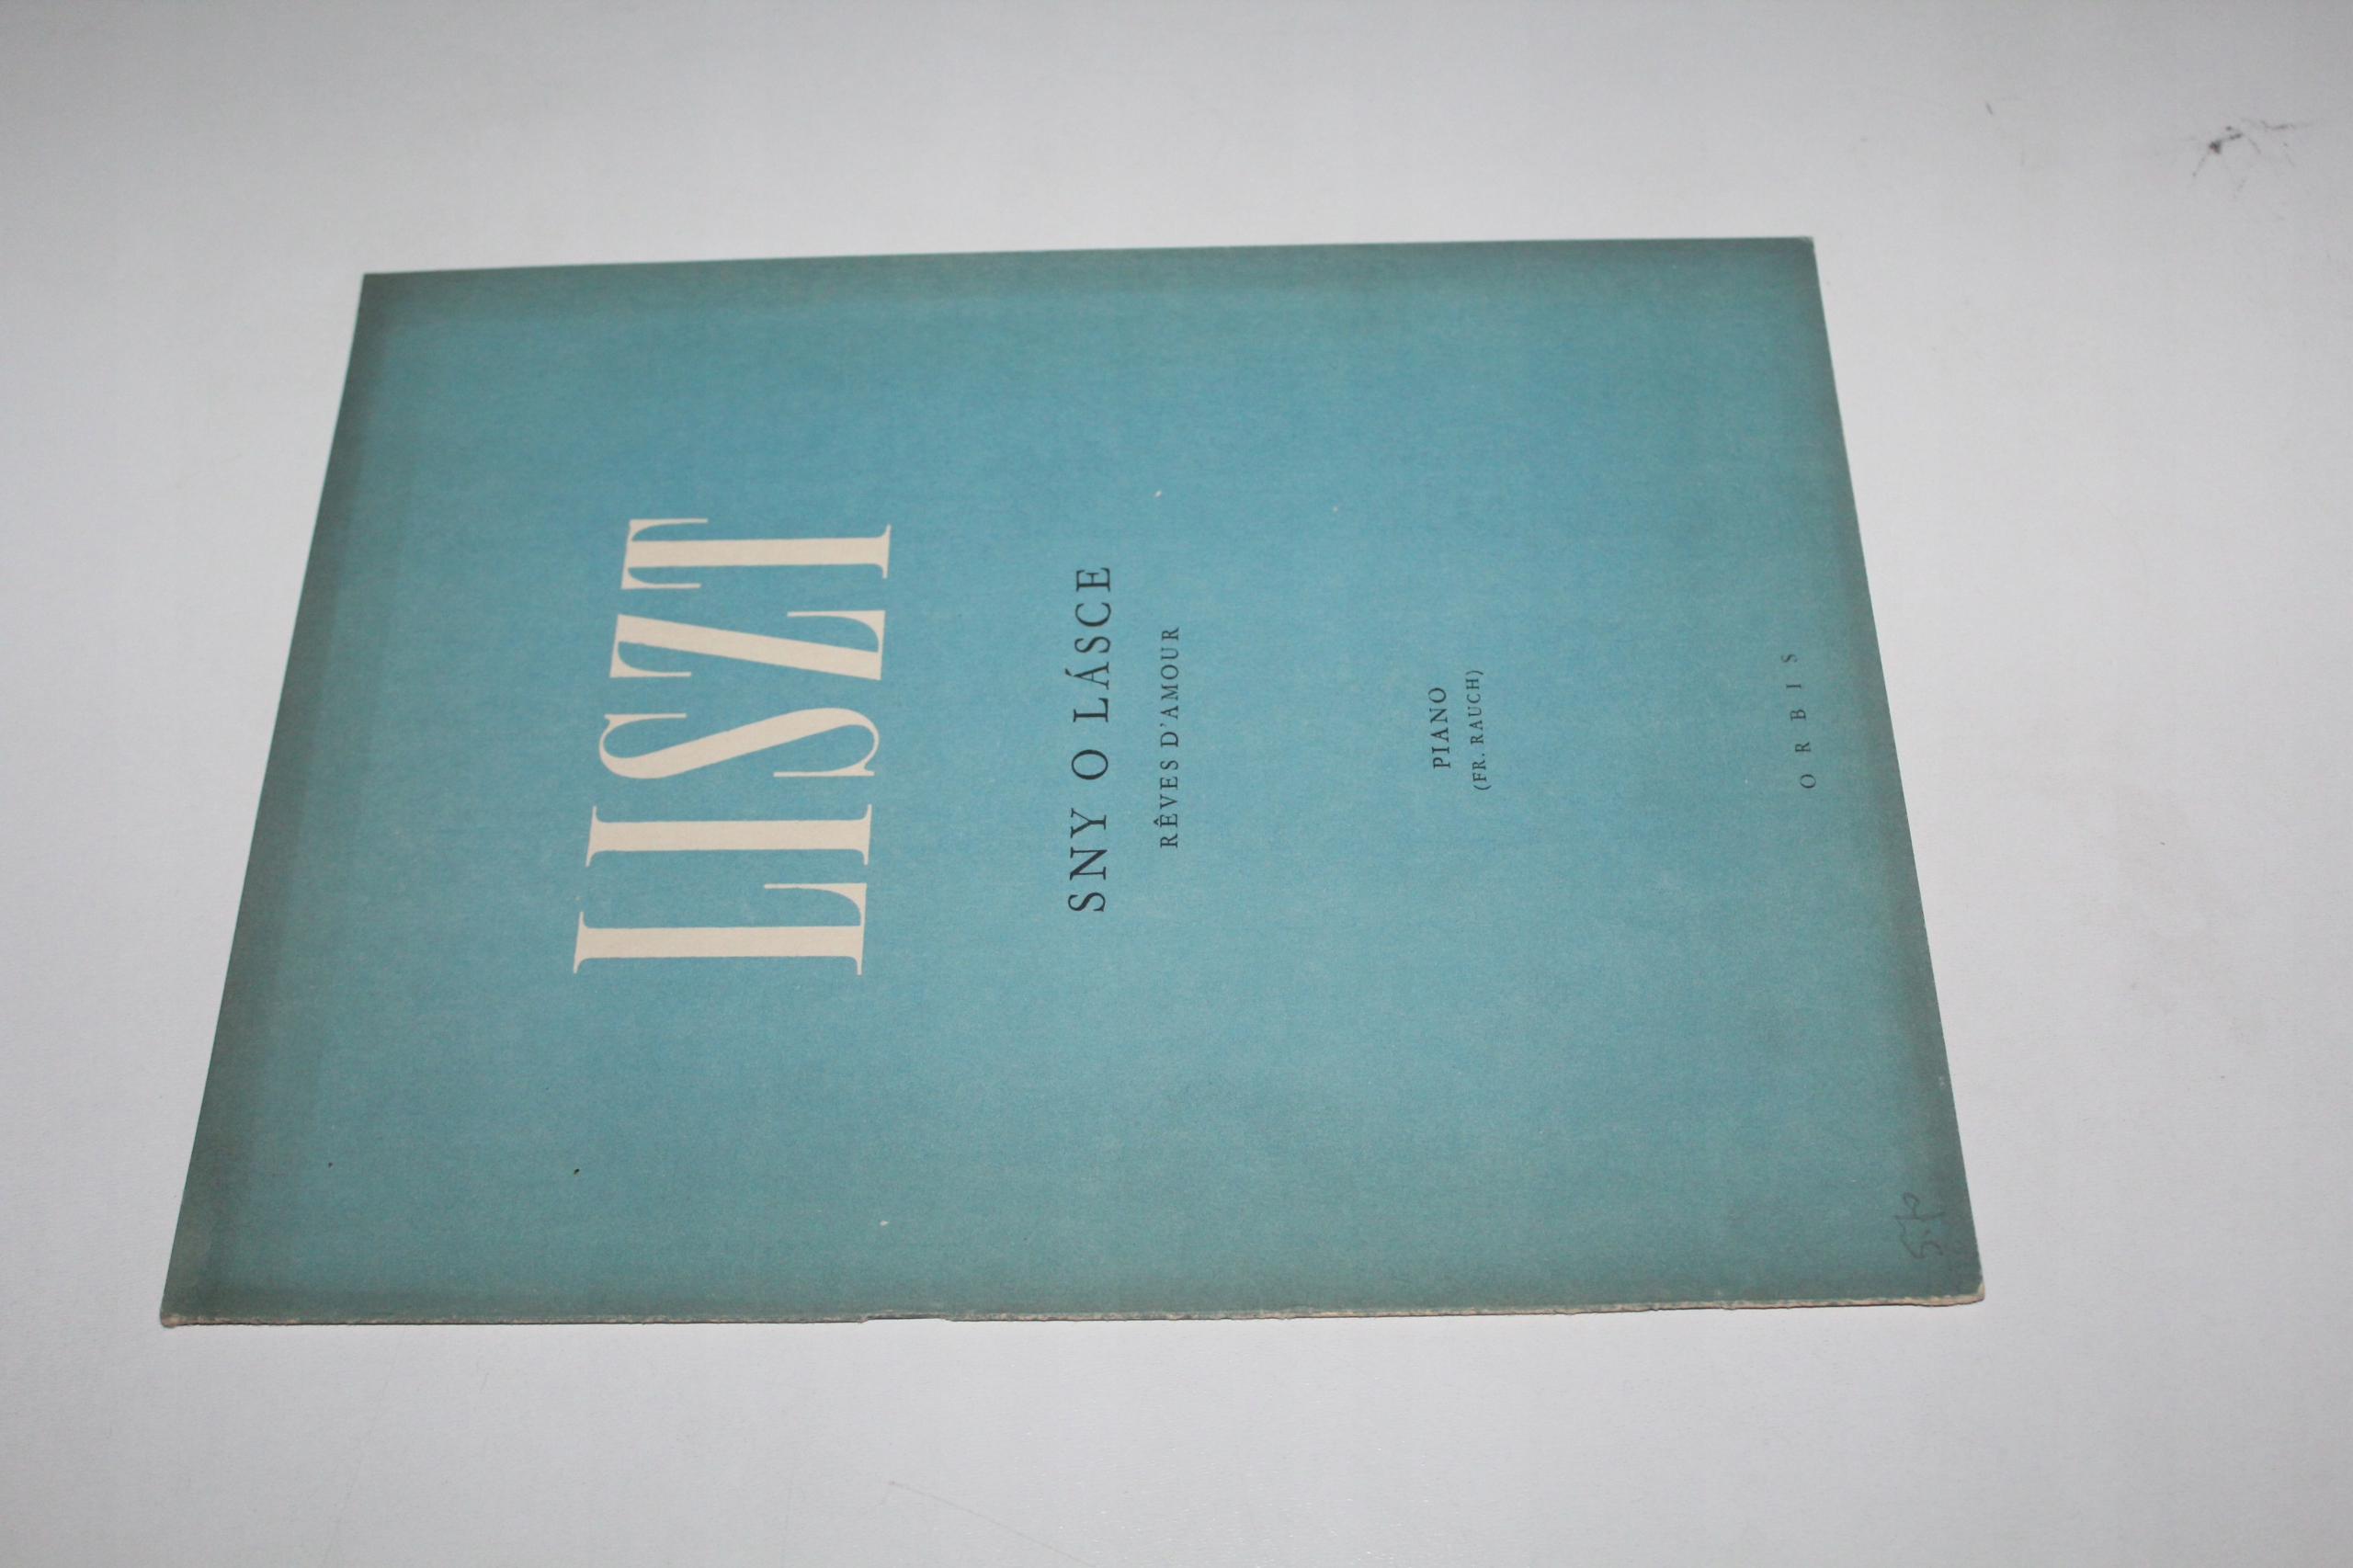 LISZT
SNY O LÁSCE
RÊVES D'AMOUR
PIANO
(FR. RAUCH)
ORBIS